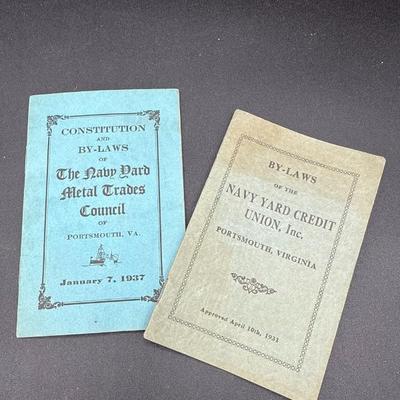 CONSTITUTION
AND
BY-LAWS
OF
The Navy Yard
Metal Trades
Council
OF
PORTSMOUTH, VA.
January 7, 1937
BY-LAWS
OF THE
NAVY YARD CREDIT
UNION, Inc.
PORTSMOUTH, VIRGINIA
Approved April 10th, 1931